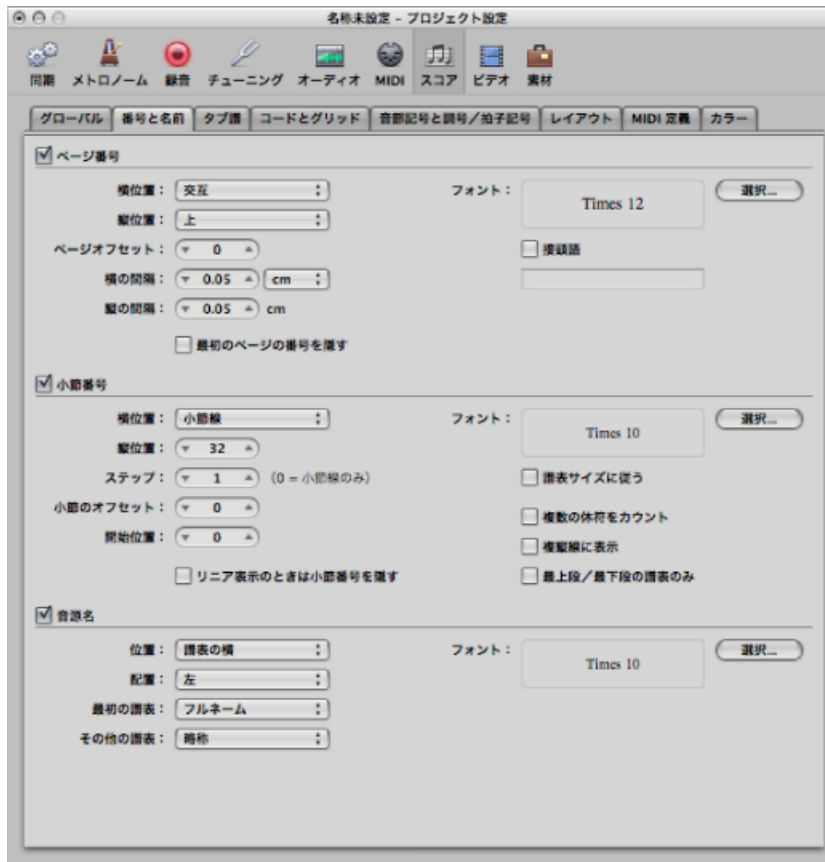 名称未設定 – プロジェクト設定
同期 メトロノーム 録音 チューニング オーディオ MIDI スコア ビデオ 素材
グローバル 番号と名前 タブ譜 コードとグリッド 音部記号と調号/拍子記号 レイアウト MIDI 定義 カラー
ページ番号
横位置： 交互 フォント： Times 12 選択...
縦位置： 上
ページオフセット： 0 接頭語
横の間隔： 0.05 cm
縦の間隔： 0.05 cm
最初のページの番号を隠す
小節番号
横位置： 小節線 フォント： Times 10 選択...
縦位置： 32
ステップ： 1 (0 = 小節線のみ) 譜表サイズに従う
小節のオフセット： 0 複数の休符をカウント
開始位置： 0 複縦線に表示
リニア表示のときは小節番号を隠す 最上段/最下段の譜表のみ
音源名
位置： 譜表の横 フォント： Times 10 選択...
配置： 左
最初の譜表： フルネーム
その他の譜表： 略称